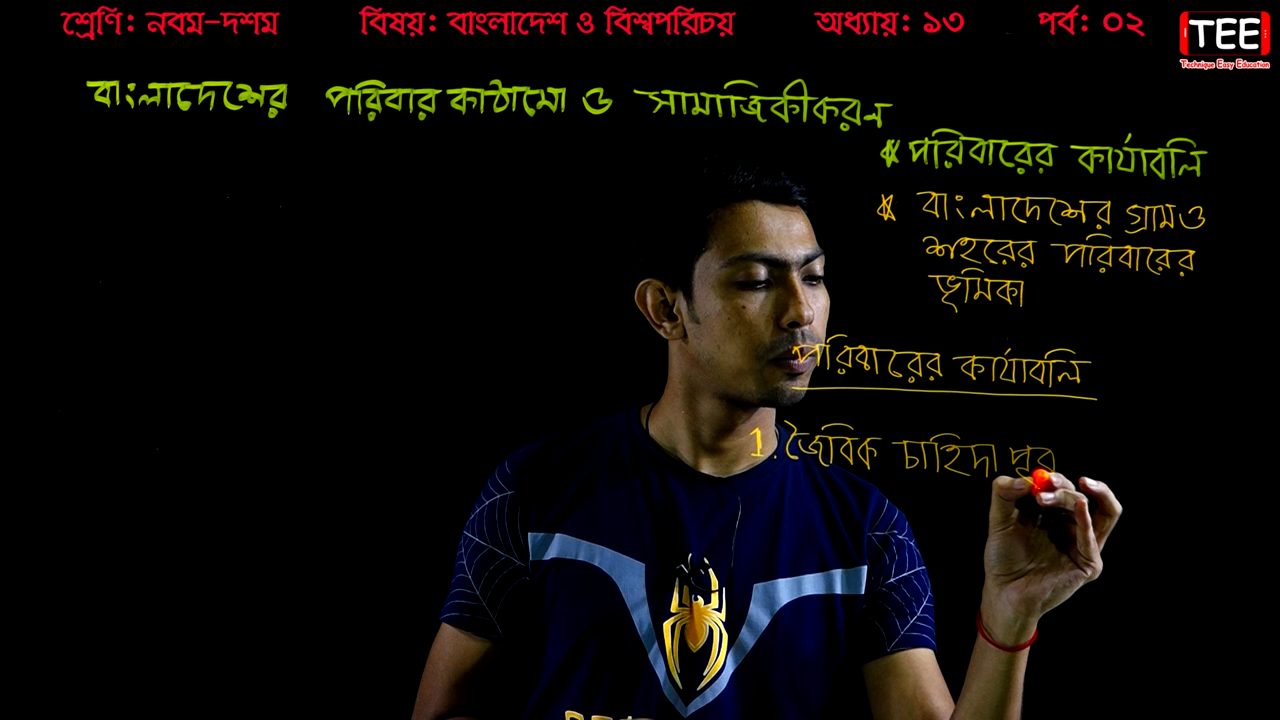 শ্রেণি: নবম-দশম বিষয়: বাংলাদেশ ও বিশ্বপরিচয় অধ্যায়: ১৩ পর্ব: ০২
TEE
Technique Easy Education
বাংলাদেশের পরিবার কাঠামো ও সামাজিকীকরন
* পরিবারের কার্যাবলি
* বাংলাদেশের গ্রাম ও
শহরের পরিবারের
ভূমিকা
পরিবারের কার্যাবলি
1. জৈবিক চাহিদা পূর